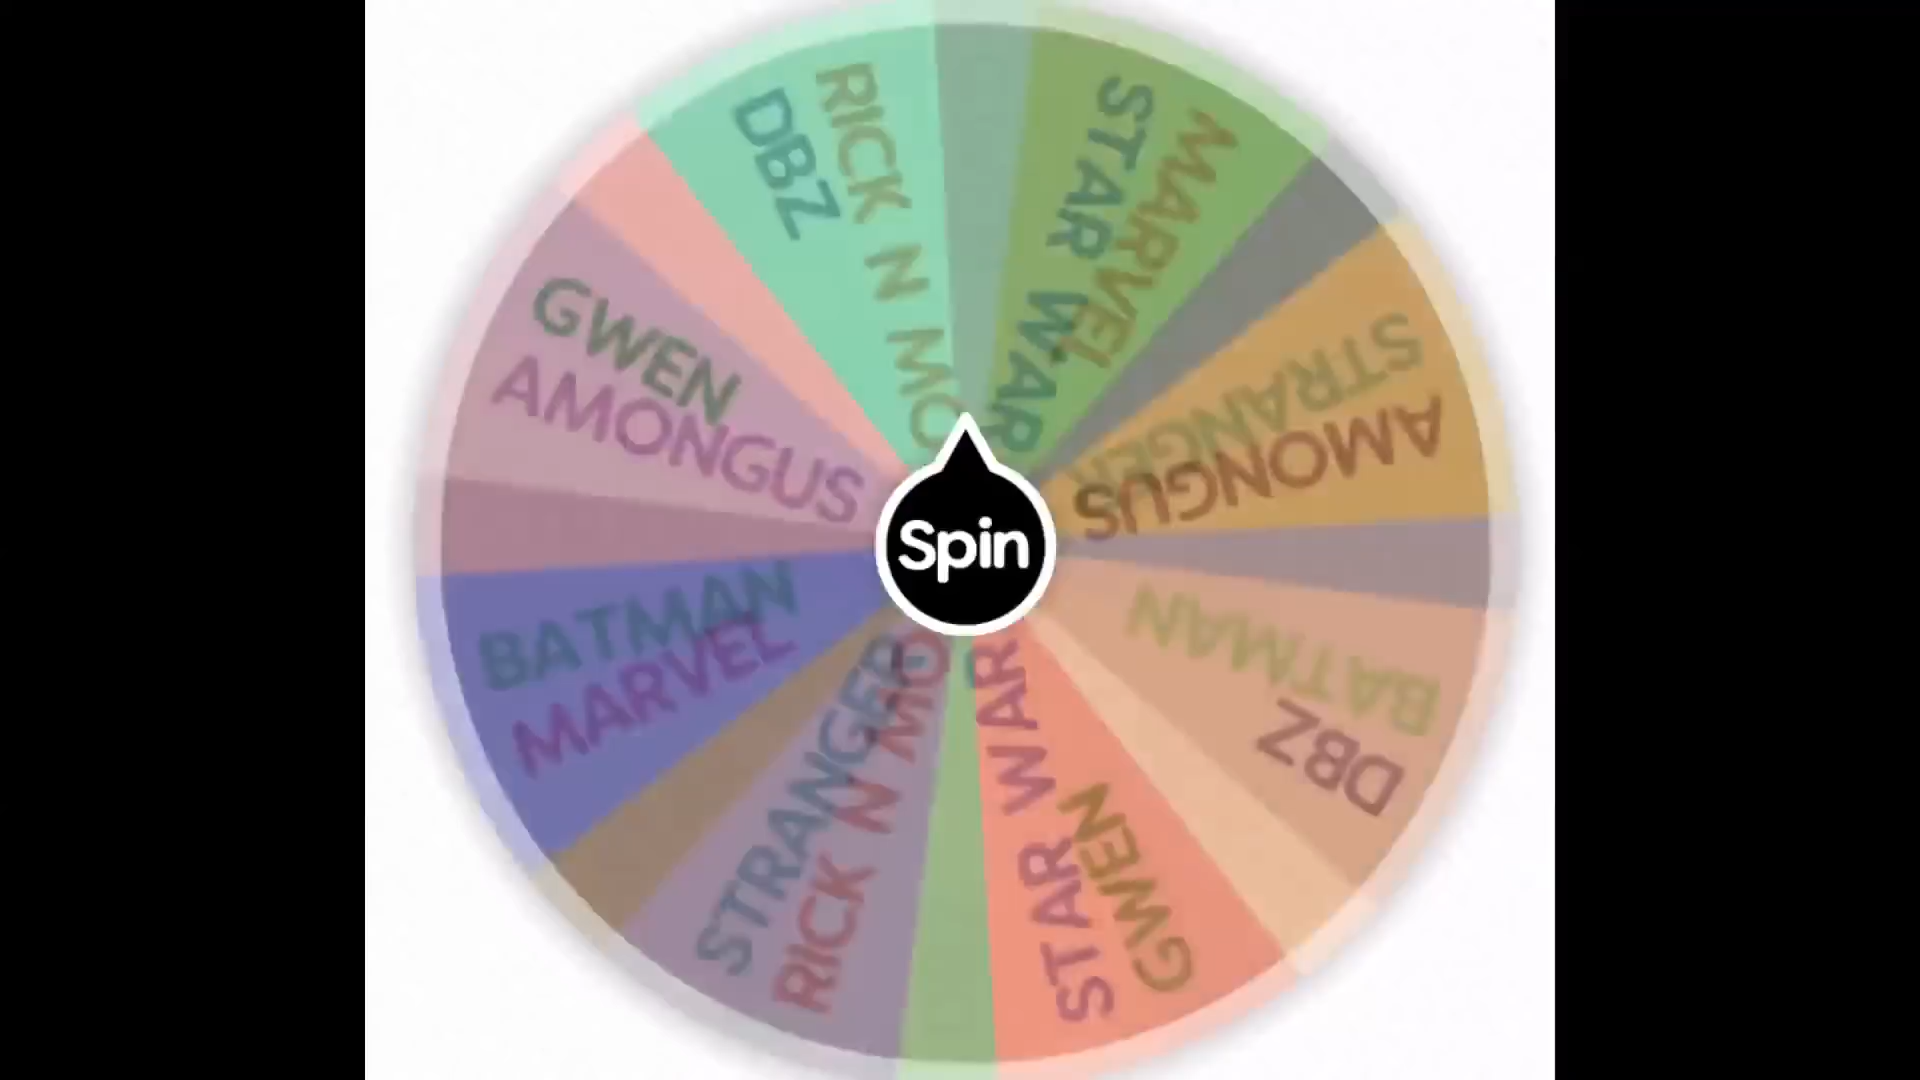 RICK N MO
DBZ
STAR WAR
MARVEL
STRANGER
AMONGUS
GWEN
AMONGUS
Spin
BATMAN
MARVEL
BATMAN
DBZ
STRANGER
RICK N MO
STAR WAR
GWEN